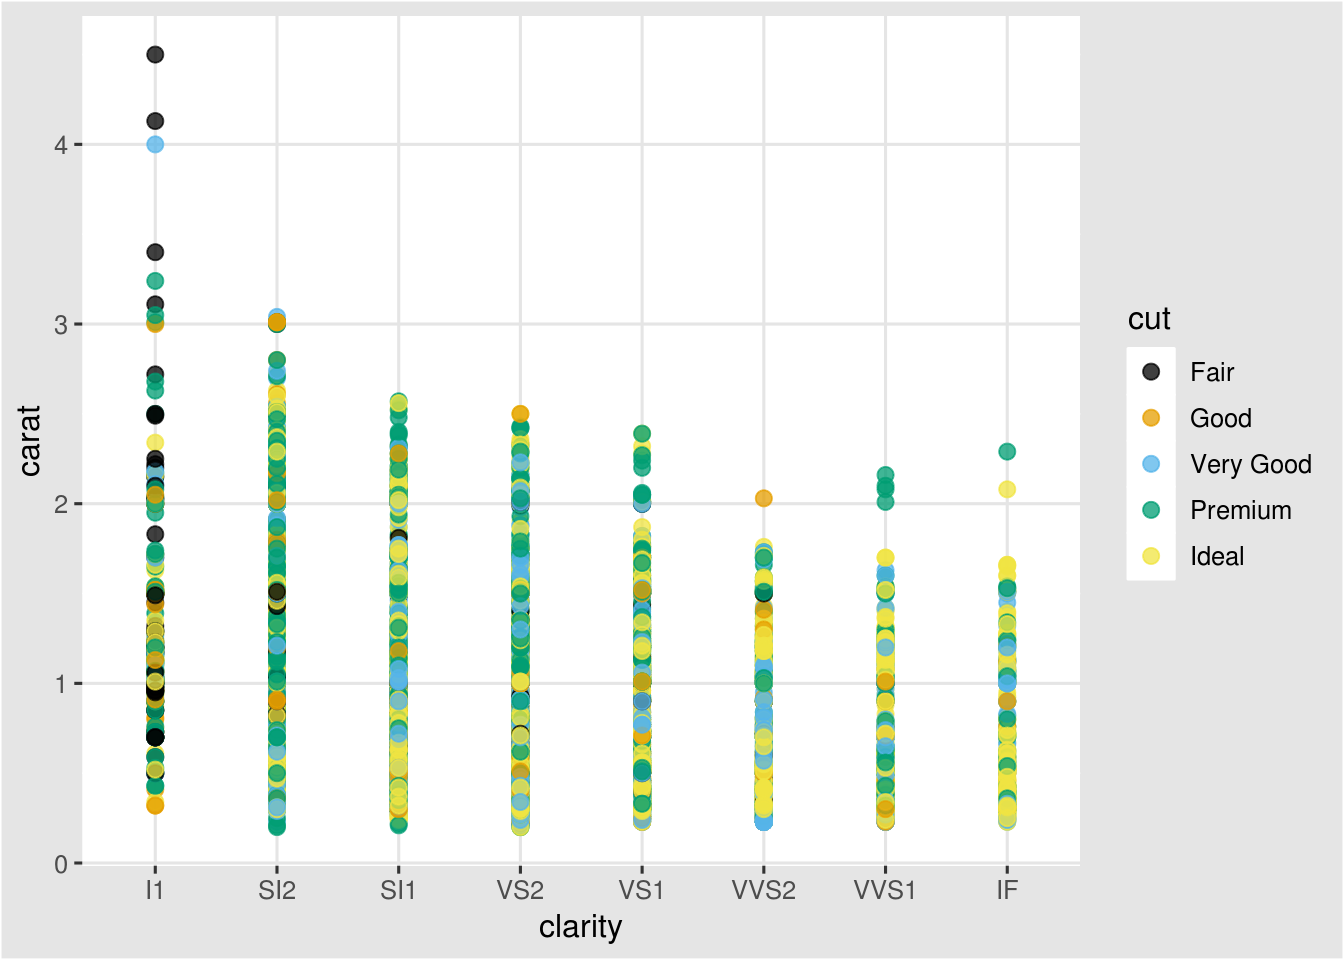 carat
4
3
2
1
0
I1 SI2 SI1 VS2 VS1 VVS2 VVS1 IF
clarity
cut
Fair
Good
Very Good
Premium
Ideal